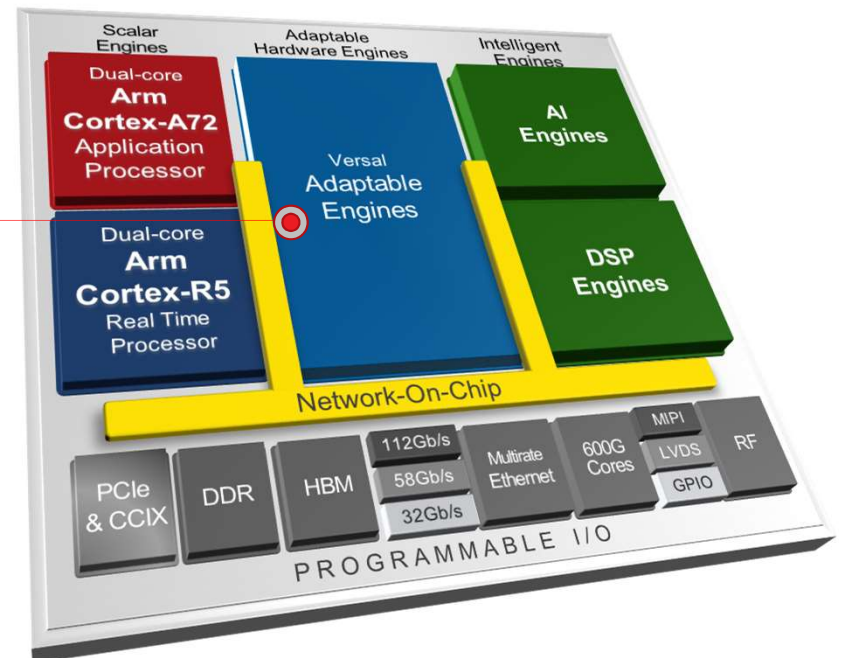 Scalar
Engines
Adaptable
Hardware Engines
Intelligent
Engines
Dual-core
Arm
Cortex-A72
Application
Processor
Versal
Adaptable
Engines
AI
Engines
Dual-core
Arm
Cortex-R5
Real Time
Processor
DSP
Engines
Network-On-Chip
PCIe
& CCIX
DDR
HBM
112Gb/s
58Gb/s
32Gb/s
Multirate
Ethernet
600G
Cores
MIPI
LVDS
GPIO
RF
PROGRAMMABLE I/O